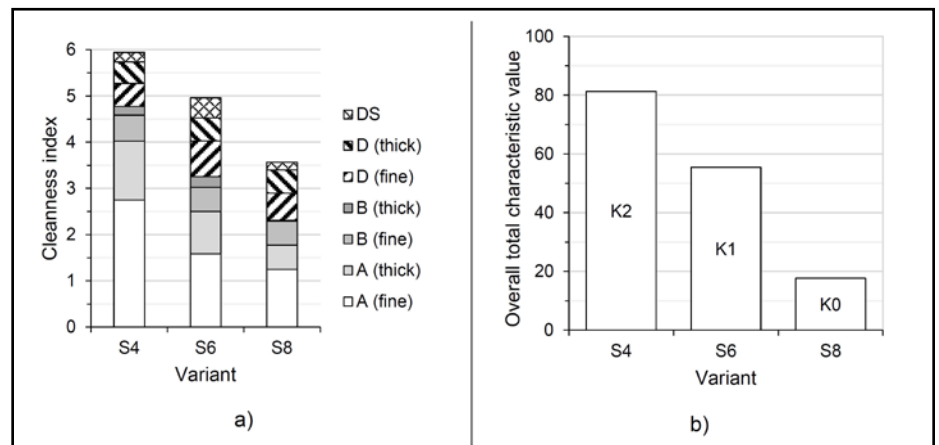 6
5
4
3
2
1
0
Cleanness index
S4
S6
S8
Variant
DS
D (thick)
D (fine)
B (thick)
B (fine)
A (thick)
A (fine)
a)
100
80
60
40
20
0
Overall total characteristic value
K2
K1
K0
S4
S6
S8
Variant
b)